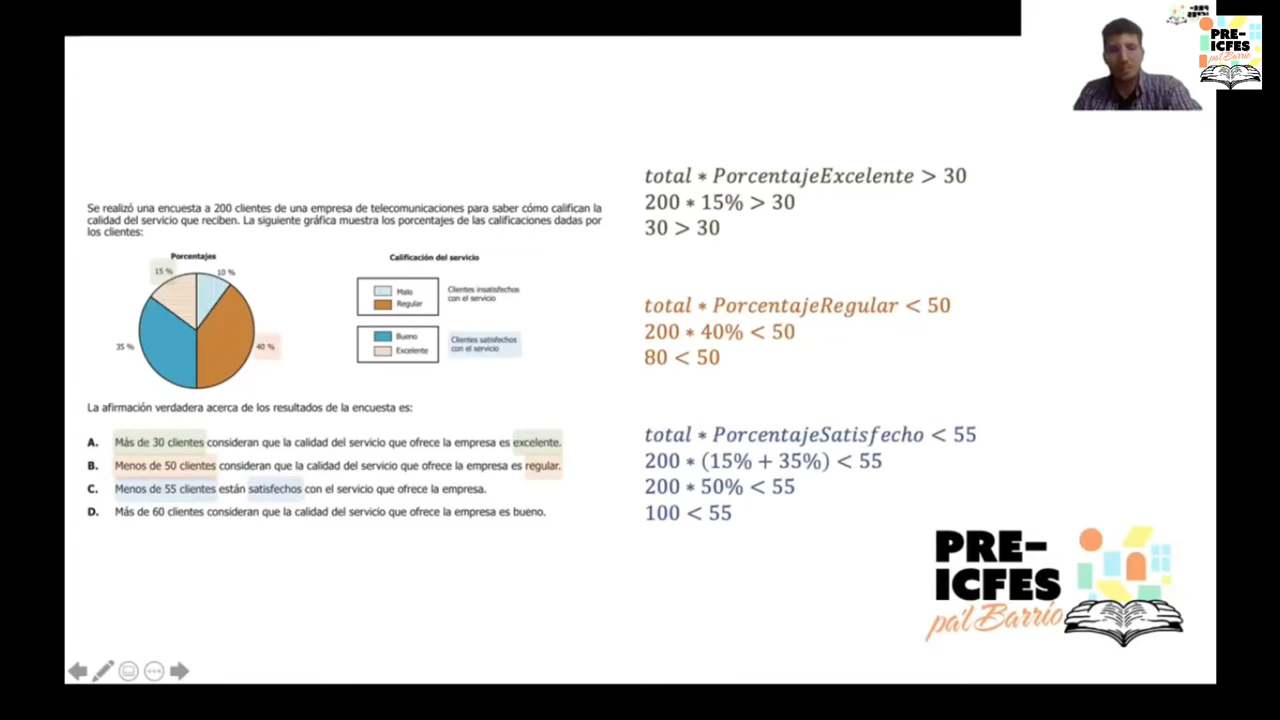 PRE-
ICFES
pa'l Barrio
Se realizó una encuesta a 200 clientes de una empresa de telecomunicaciones para saber cómo califican la
calidad del servicio que reciben. La siguiente gráfica muestra los porcentajes de las calificaciones dadas por
los clientes:
Porcentajes
15 %
10 %
35 %
40 %
Calificación del servicio
Malo
Regular
Clientes insatisfechos
con el servicio
Bueno
Excelente
Clientes satisfechos
con el servicio
La afirmación verdadera acerca de los resultados de la encuesta es:
A. Más de 30 clientes consideran que la calidad del servicio que ofrece la empresa es excelente.
B. Menos de 50 clientes consideran que la calidad del servicio que ofrece la empresa es regular.
C. Menos de 55 clientes están satisfechos con el servicio que ofrece la empresa.
D. Más de 60 clientes consideran que la calidad del servicio que ofrece la empresa es bueno.
total * PorcentajeExcelente > 30
200 * 15% > 30
30 > 30
total * PorcentajeRegular < 50
200 * 40% < 50
80 < 50
total * PorcentajeSatisfecho < 55
200 * (15% + 35%) < 55
200 * 50% < 55
100 < 55
PRE-
ICFES
pa'l Barrio